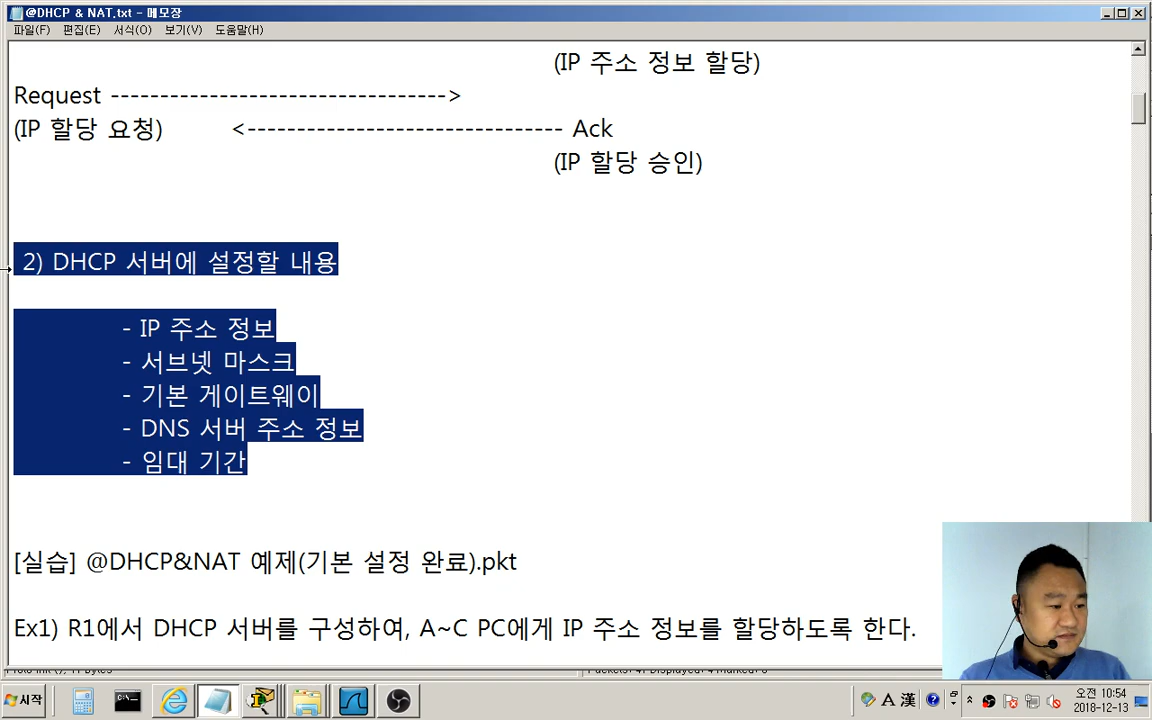 @DHCP & NAT.txt - 메모장
파일(F) 편집(E) 서식(O) 보기(V) 도움말(H)
(IP 주소 정보 할당)
Request ---------------------------------->
(IP 할당 요청) <-------------------------------- Ack
(IP 할당 승인)
2) DHCP 서버에 설정할 내용
- IP 주소 정보
- 서브넷 마스크
- 기본 게이트웨이
- DNS 서버 주소 정보
- 임대 기간
[실습] @DHCP&NAT 예제(기본 설정 완료).pkt
Ex1) R1에서 DHCP 서버를 구성하여, A~C PC에게 IP 주소 정보를 할당하도록 한다.
시작
A 漢
오전 10:54
2018-12-13